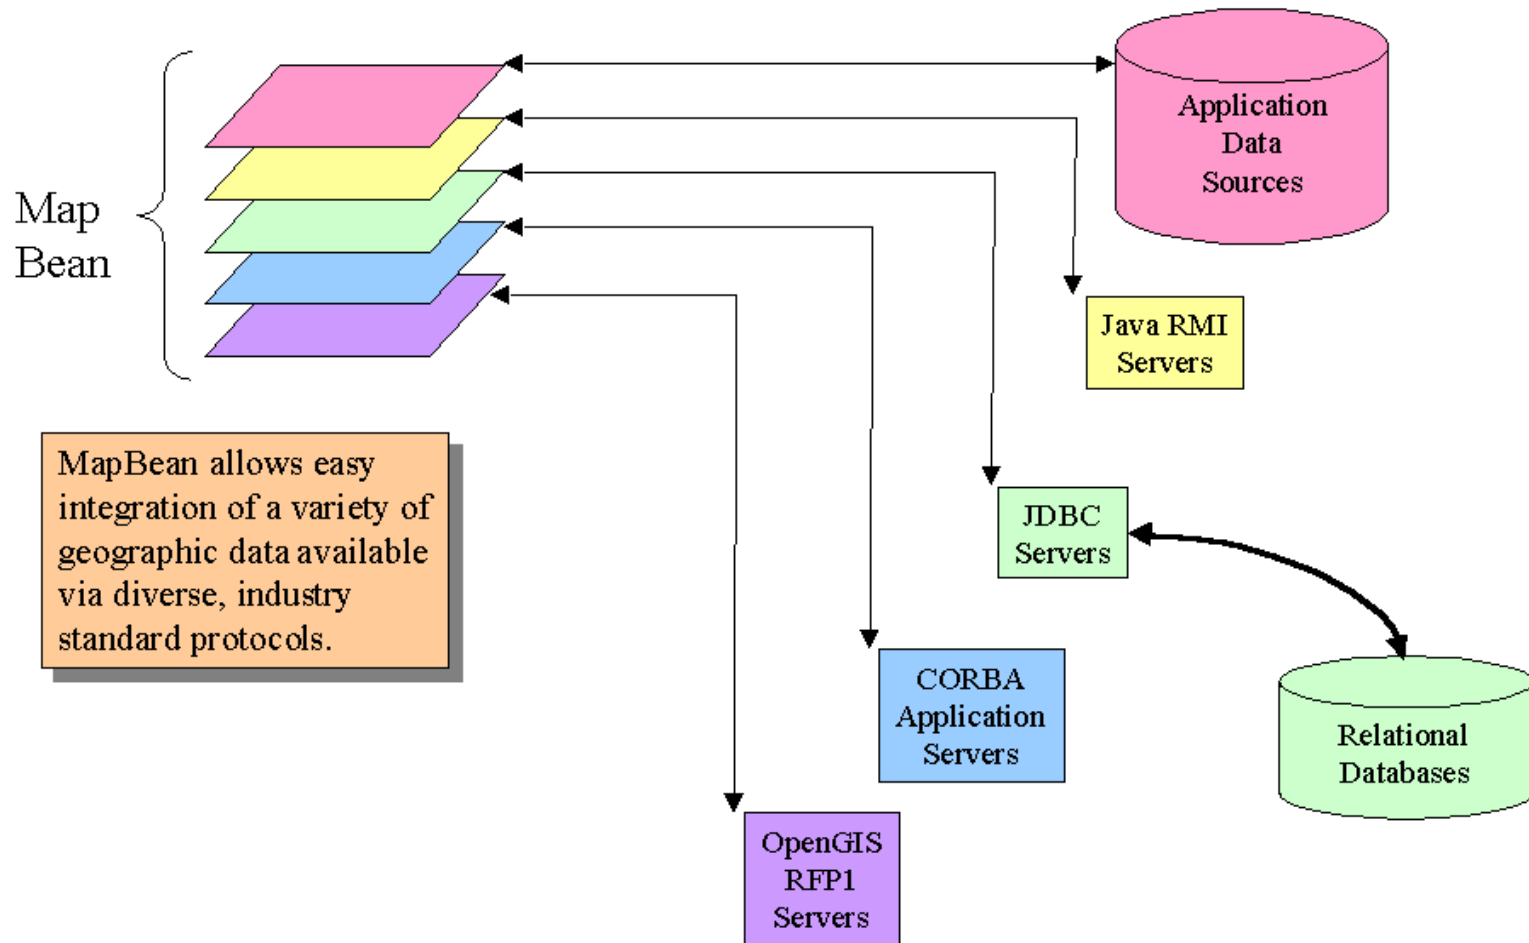 Map
Bean
Application
Data
Sources
Java RMI
Servers
MapBean allows easy
integration of a variety of
geographic data available
via diverse, industry
standard protocols.
JDBC
Servers
CORBA
Application
Servers
Relational
Databases
OpenGIS
RFP1
Servers